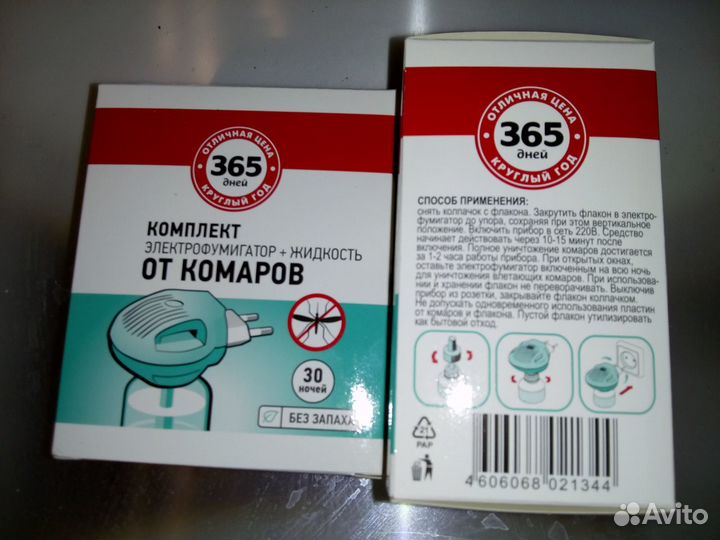 ОТЛИЧНАЯ ЦЕНА
365
дней
КРУГЛЫЙ ГОД
КОМПЛЕКТ
ЭЛЕКТРОФУМИГАТОР + ЖИДКОСТЬ
ОТ КОМАРОВ
30
ночей
БЕЗ ЗАПАХА
ОТЛИЧНАЯ ЦЕНА
365
дней
КРУГЛЫЙ ГОД
СПОСОБ ПРИМЕНЕНИЯ:
снять колпачок с флакона. Закрутить флакон в электро-
фумигатор до упора, сохраняя при этом вертикальное
положение. Включить прибор в сеть 220В. Средство
начинает действовать через 10-15 минут после
включения. Полное уничтожение комаров достигается
за 1-2 часа работы прибора. При открытых окнах,
оставьте электрофумигатор включенным на всю ночь
для уничтожения влетающих комаров. При использова-
нии и хранении флакон не переворачивать. Выключив
прибор из розетки, закрывайте флакон колпачком.
Не допускать одновременного использования пластин
от комаров и флакона. Пустой флакон утилизировать
как бытовой отход.
21
PAP
4 606068 021344
Avito